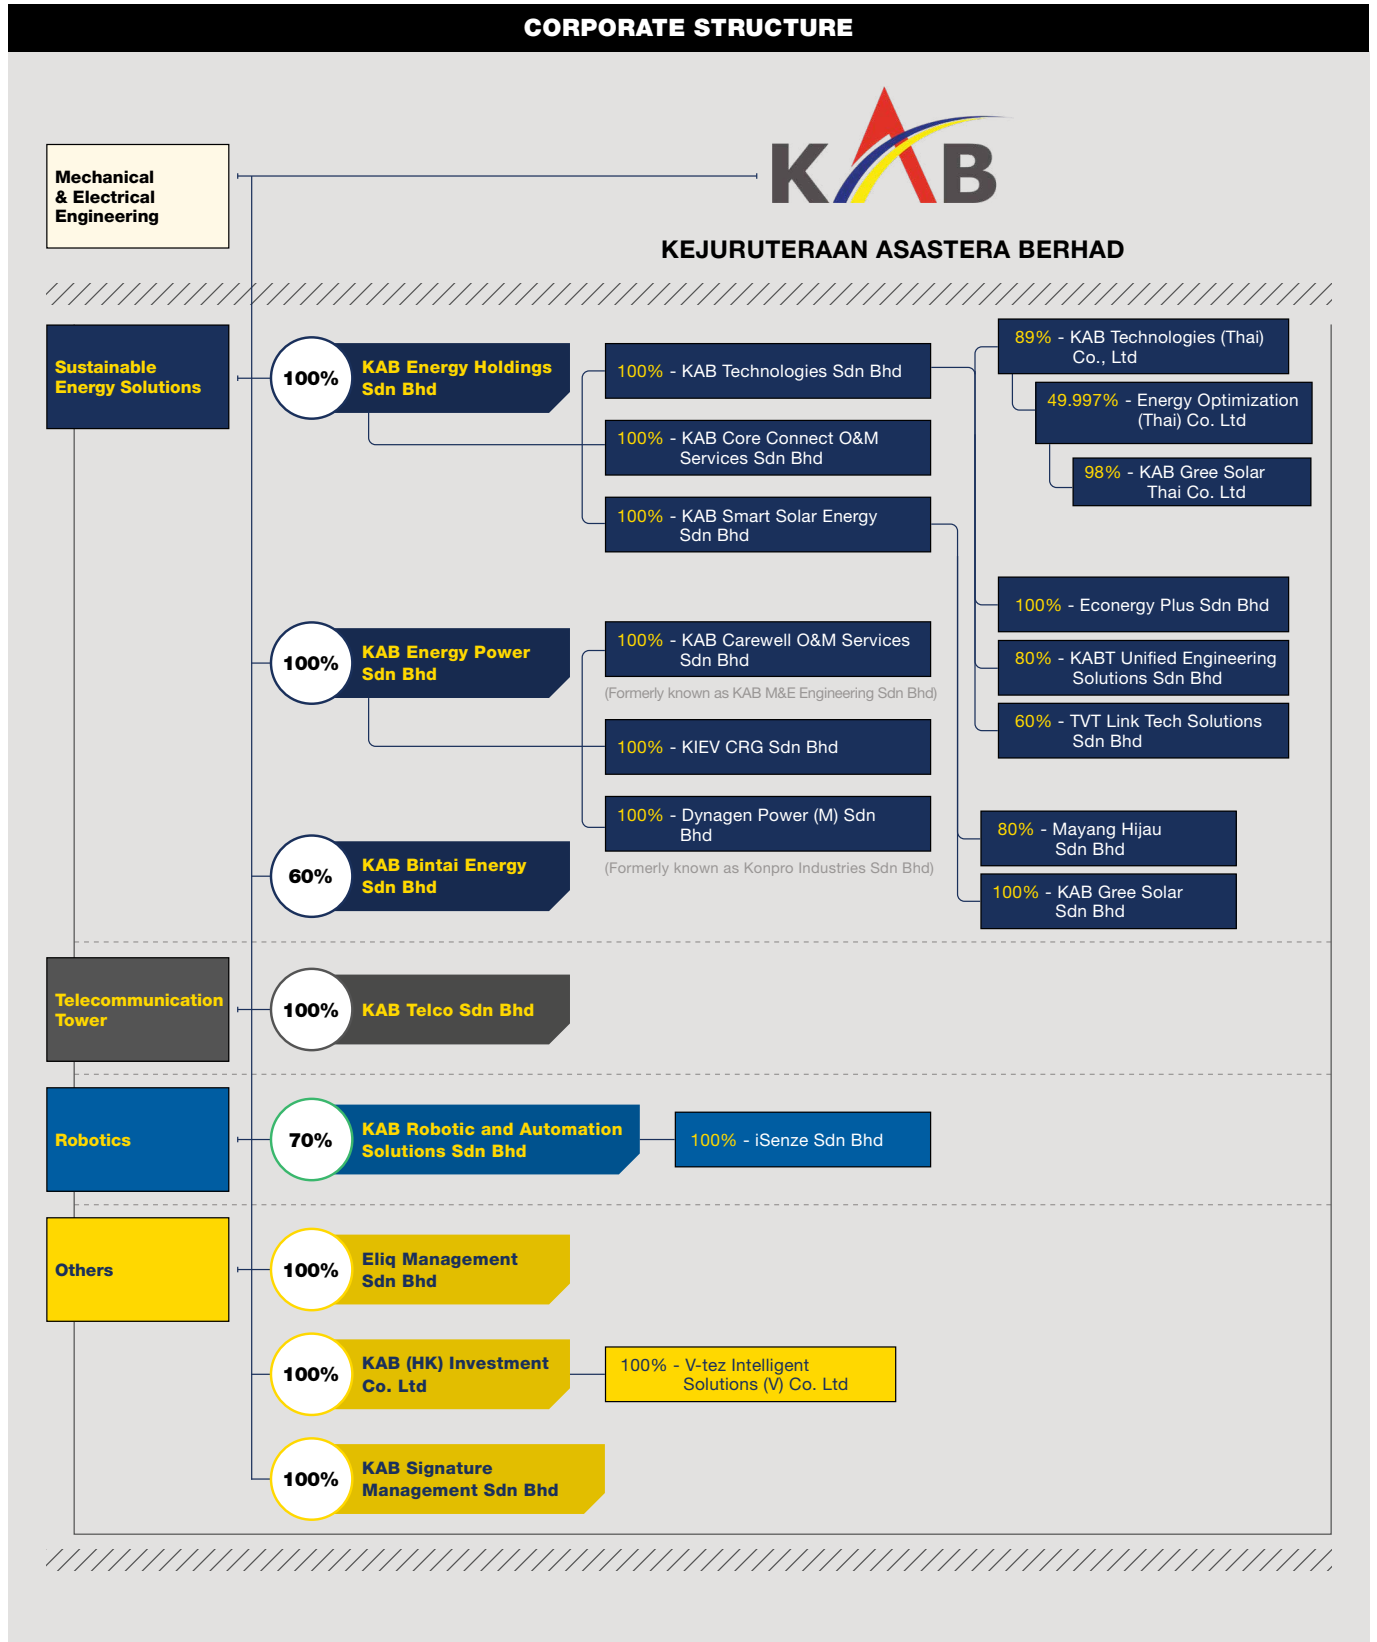 CORPORATE STRUCTURE
KAB
KEJURUTERAAN ASASTERA BERHAD
Mechanical
& Electrical
Engineering
Sustainable
Energy Solutions
100%
KAB Energy Holdings
Sdn Bhd
100% - KAB Technologies Sdn Bhd
100% - KAB Core Connect O&M
Services Sdn Bhd
100% - KAB Smart Solar Energy
Sdn Bhd
89% - KAB Technologies (Thai)
Co., Ltd
49.997% - Energy Optimization
(Thai) Co. Ltd
98% - KAB Gree Solar
Thai Co. Ltd
100% - Econergy Plus Sdn Bhd
80% - KABT Unified Engineering
Solutions Sdn Bhd
60% - TVT Link Tech Solutions
Sdn Bhd
80% - Mayang Hijau
Sdn Bhd
100% - KAB Gree Solar
Sdn Bhd
100%
KAB Energy Power
Sdn Bhd
100% - KAB Carewell O&M Services
Sdn Bhd
(Formerly known as KAB M&E Engineering Sdn Bhd)
100% - KIEV CRG Sdn Bhd
100% - Dynagen Power (M) Sdn
Bhd
(Formerly known as Konpro Industries Sdn Bhd)
60%
KAB Bintai Energy
Sdn Bhd
Telecommunication
Tower
100%
KAB Telco Sdn Bhd
Robotics
70%
KAB Robotic and Automation
Solutions Sdn Bhd
100% - iSenze Sdn Bhd
Others
100%
Eliq Management
Sdn Bhd
100%
KAB (HK) Investment
Co. Ltd
100% - V-tez Intelligent
Solutions (V) Co. Ltd
100%
KAB Signature
Management Sdn Bhd